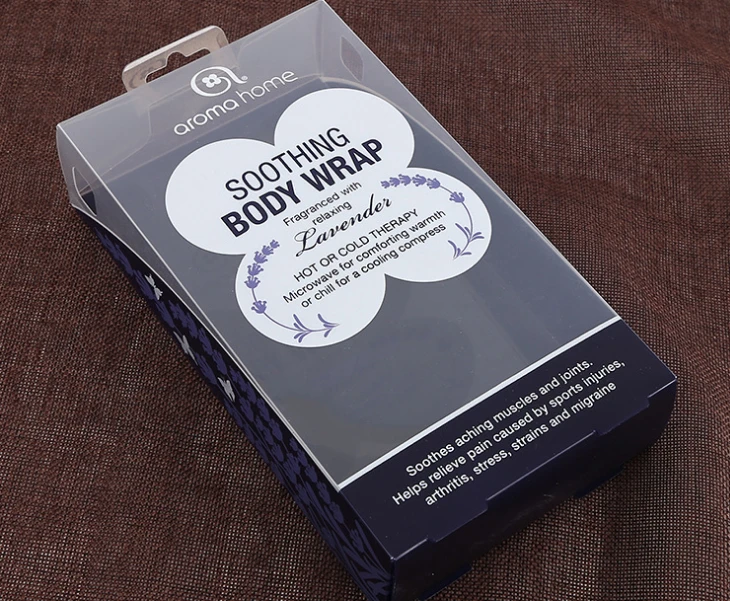 aroma home
SOOTHING
BODY WRAP
Fragranced with
relaxing
Lavender
HOT OR COLD THERAPY
Microwave for comforting warmth
or chill for a cooling compress
Soothes aching muscles and joints.
Helps relieve pain caused by sports injuries,
arthritis, stress, strains and migraine